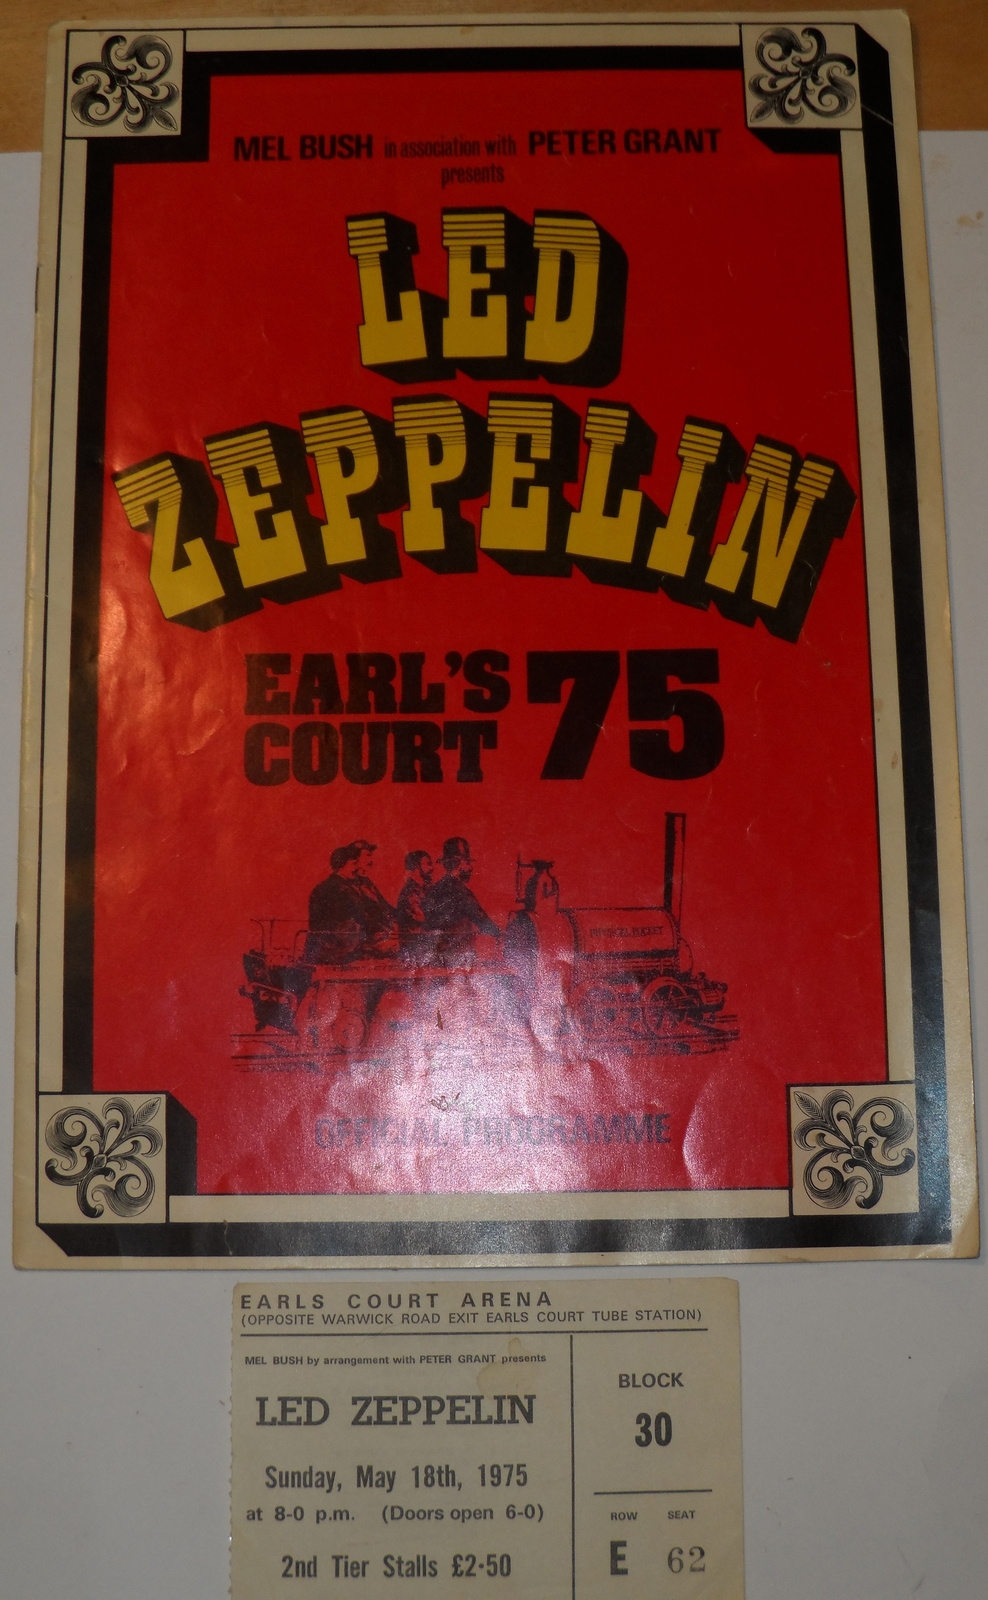 MEL BUSH in association with PETER GRANT
presents
LED
ZEPPELIN
EARL'S
COURT 75
PHYSICAL ROCKET
OFFICIAL PROGRAMME
EARLS COURT ARENA
(OPPOSITE WARWICK ROAD EXIT EARLS COURT TUBE STATION)
MEL BUSH by arrangement with PETER GRANT presents
LED ZEPPELIN
Sunday, May 18th, 1975
at 8-0 p.m. (Doors open 6-0)
2nd Tier Stalls £2·50
BLOCK
30
ROW SEAT
E 62